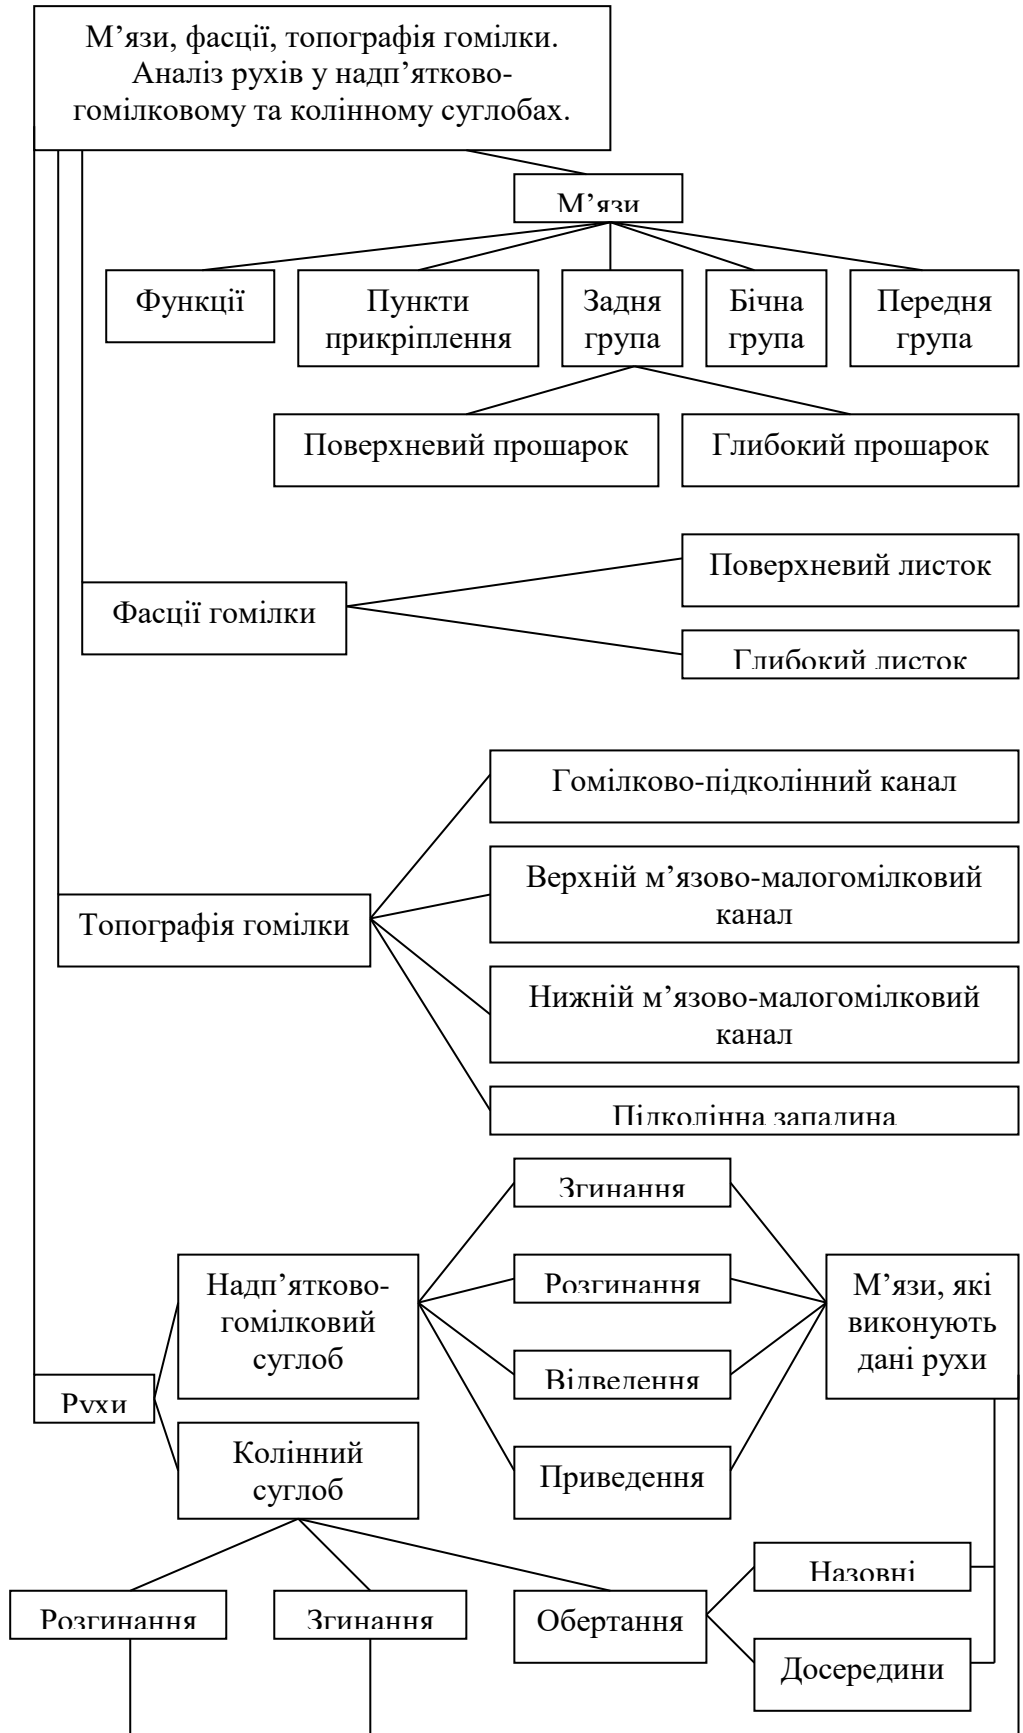 М’язи, фасції, топографія гомілки.
Аналіз рухів у надп’ятково-
гомілковому та колінному суглобах.
М’язи
Функції
Пункти
прикріплення
Задня
група
Бічна
група
Передня
група
Поверхневий прошарок
Глибокий прошарок
Поверхневий листок
Фасції гомілки
Глибокий листок
Гомілково-підколінний канал
Верхній м’язово-малогомілковий
канал
Топографія гомілки
Нижній м’язово-малогомілковий
канал
Підколінна западина
Згинання
Надп’ятково-
гомілковий
суглоб
Розгинання
М’язи, які
виконують
дані рухи
Відведення
Рухи
Колінний
суглоб
Приведення
Назовні
Розгинання
Згинання
Обертання
Досередини